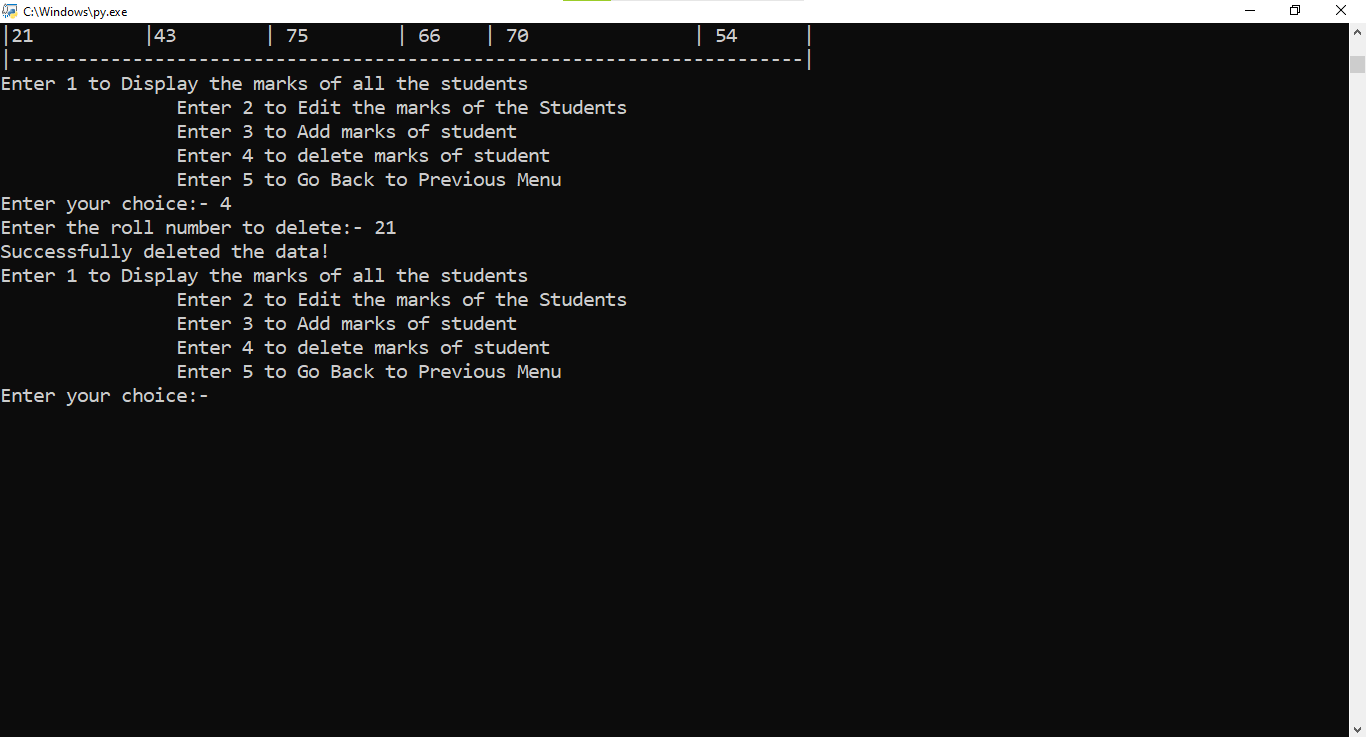 C:\Windows\py.exe
|21          |43          | 75        | 66    | 70               | 54      |
|------------------------------------------------------------------------|
Enter 1 to Display the marks of all the students
                Enter 2 to Edit the marks of the Students
                Enter 3 to Add marks of student
                Enter 4 to delete marks of student
                Enter 5 to Go Back to Previous Menu
Enter your choice:- 4
Enter the roll number to delete:- 21
Successfully deleted the data!
Enter 1 to Display the marks of all the students
                Enter 2 to Edit the marks of the Students
                Enter 3 to Add marks of student
                Enter 4 to delete marks of student
                Enter 5 to Go Back to Previous Menu
Enter your choice:-